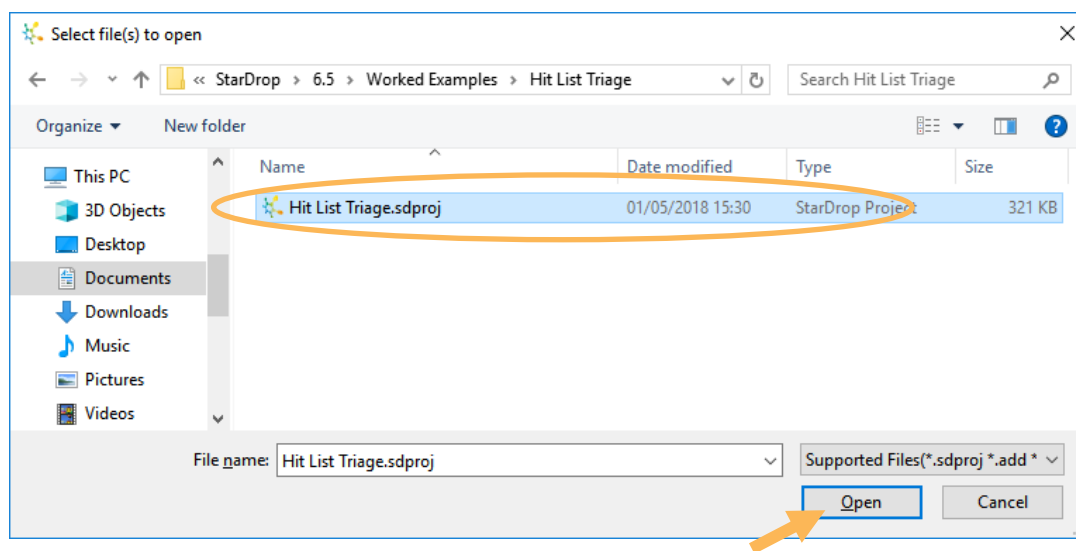 Select file(s) to open
« StarDrop > 6.5 > Worked Examples > Hit List Triage
Search Hit List Triage
Organize
New folder
Name Date modified Type Size
Hit List Triage.sdproj 01/05/2018 15:30 StarDrop Project 321 KB
This PC
3D Objects
Desktop
Documents
Downloads
Music
Pictures
Videos
File name: Hit List Triage.sdproj
Supported Files(*.sdproj *.add *
Open Cancel